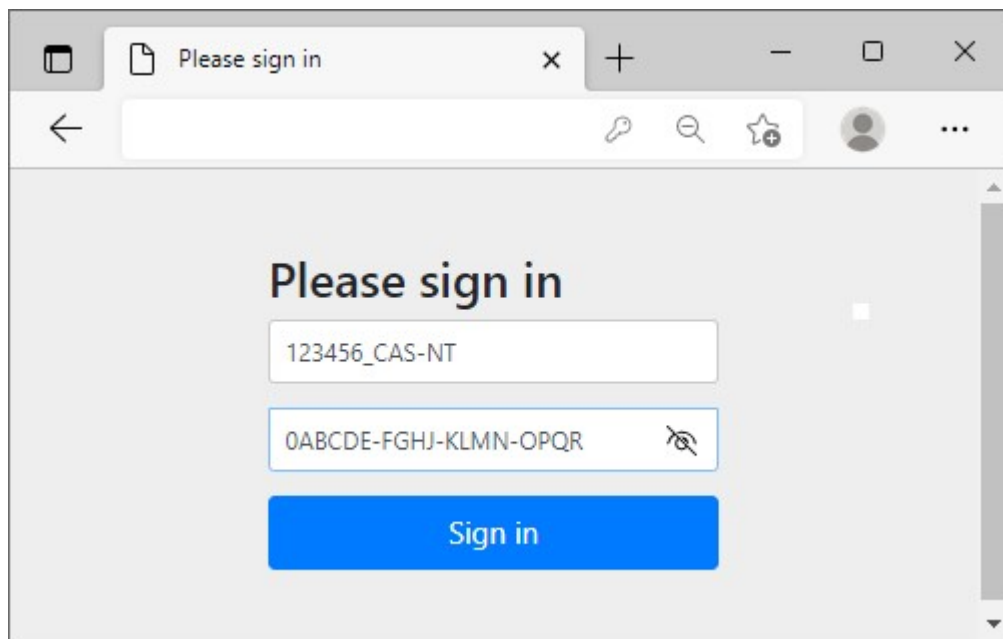 Please sign in
Please sign in
123456_CAS-NT
0ABCDE-FGHJ-KLMN-OPQR
Sign in